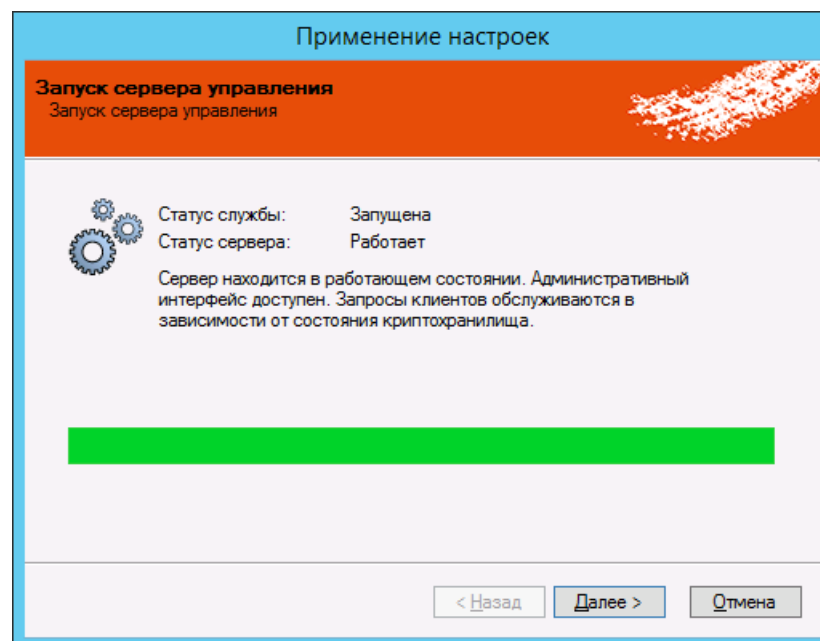 Применение настроек
Запуск сервера управления
Запуск сервера управления
Статус службы: Запущена
Статус сервера: Работает
Сервер находится в работающем состоянии. Административный
интерфейс доступен. Запросы клиентов обслуживаются в
зависимости от состояния криптохранилища.
< Назад Далее > Отмена